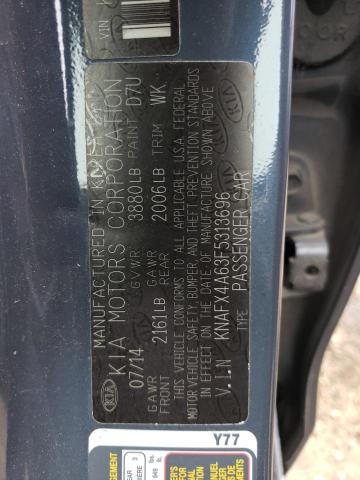 VIN
MANUFACTURED IN KOREA
KIA MOTORS CORPORATION
07/14 GVWR 3880LB PAINT D7U
GAWR FRONT 2161LB GAWR REAR 2006LB TRIM WK
THIS VEHICLE CONFORMS TO ALL APPLICABLE U.S.A. FEDERAL
MOTOR VEHICLE SAFETY BUMPER AND THEFT PREVENTION STANDARDS
IN EFFECT ON THE DATE OF MANUFACTURE SHOWN ABOVE
V.I.N KNAFX4A63F5313696
TYPE PASSENGER CAR
KIA
Y77